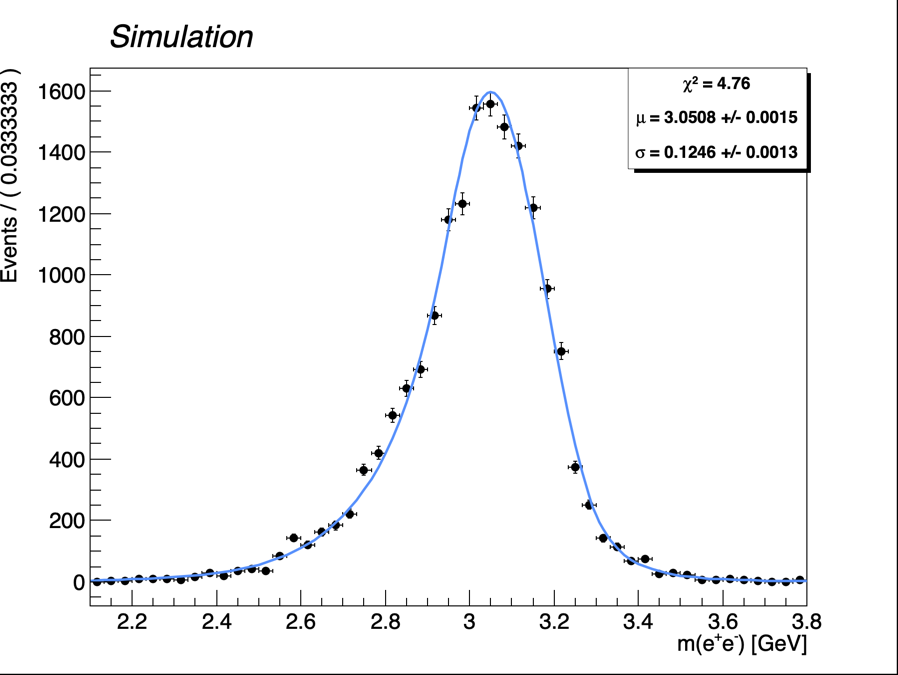 Simulation
Events / ( 0.0333333 )
1600
1400
1200
1000
800
600
400
200
0
χ² = 4.76
μ = 3.0508 +/- 0.0015
σ = 0.1246 +/- 0.0013
2.2 2.4 2.6 2.8 3 3.2 3.4 3.6 3.8
m(e⁺e⁻) [GeV]